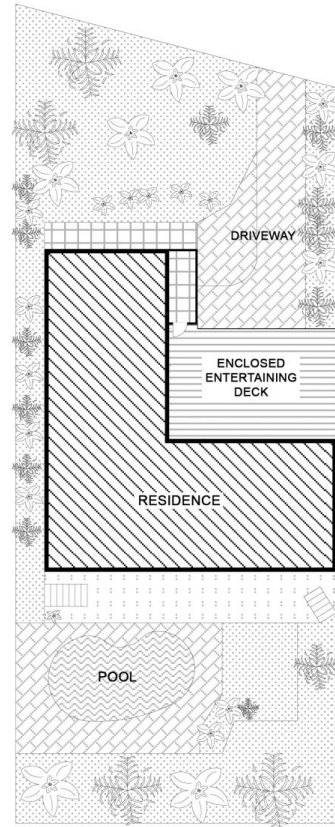 DRIVEWAY
ENCLOSED
ENTERTAINING
DECK
RESIDENCE
POOL